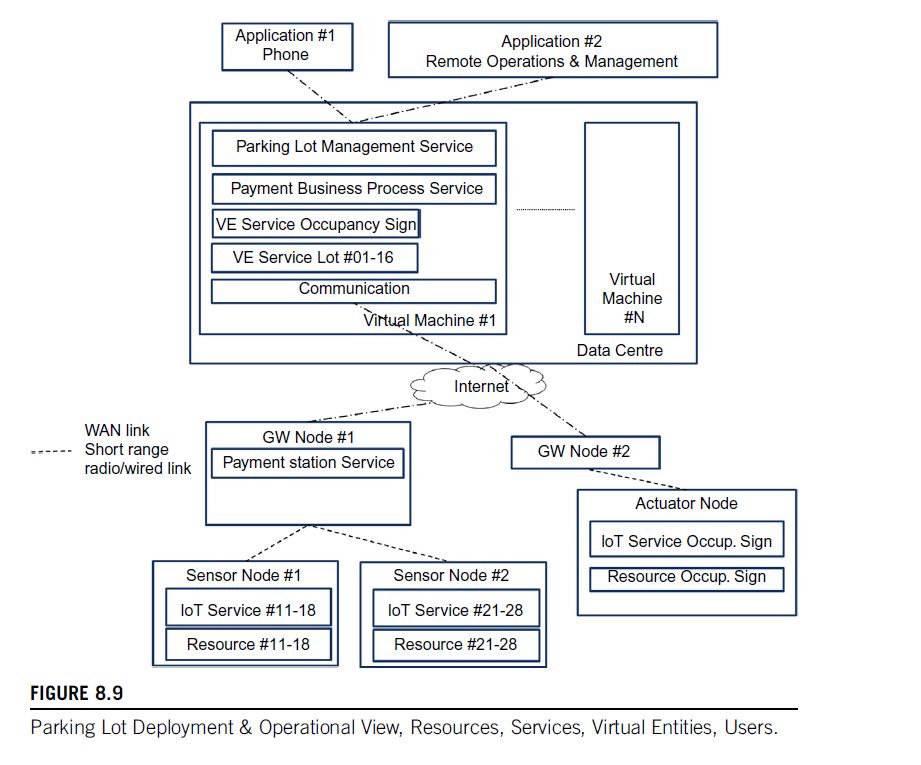 Application #1
Phone
Application #2
Remote Operations & Management
Parking Lot Management Service
Payment Business Process Service
VE Service Occupancy Sign
VE Service Lot #01-16
Communication
Virtual Machine #1
Virtual
Machine
#N
Data Centre
Internet
WAN link
Short range
radio/wired link
GW Node #1
Payment station Service
GW Node #2
Actuator Node
IoT Service Occup. Sign
Resource Occup. Sign
Sensor Node #1
IoT Service #11-18
Resource #11-18
Sensor Node #2
IoT Service #21-28
Resource #21-28
FIGURE 8.9
Parking Lot Deployment & Operational View, Resources, Services, Virtual Entities, Users.